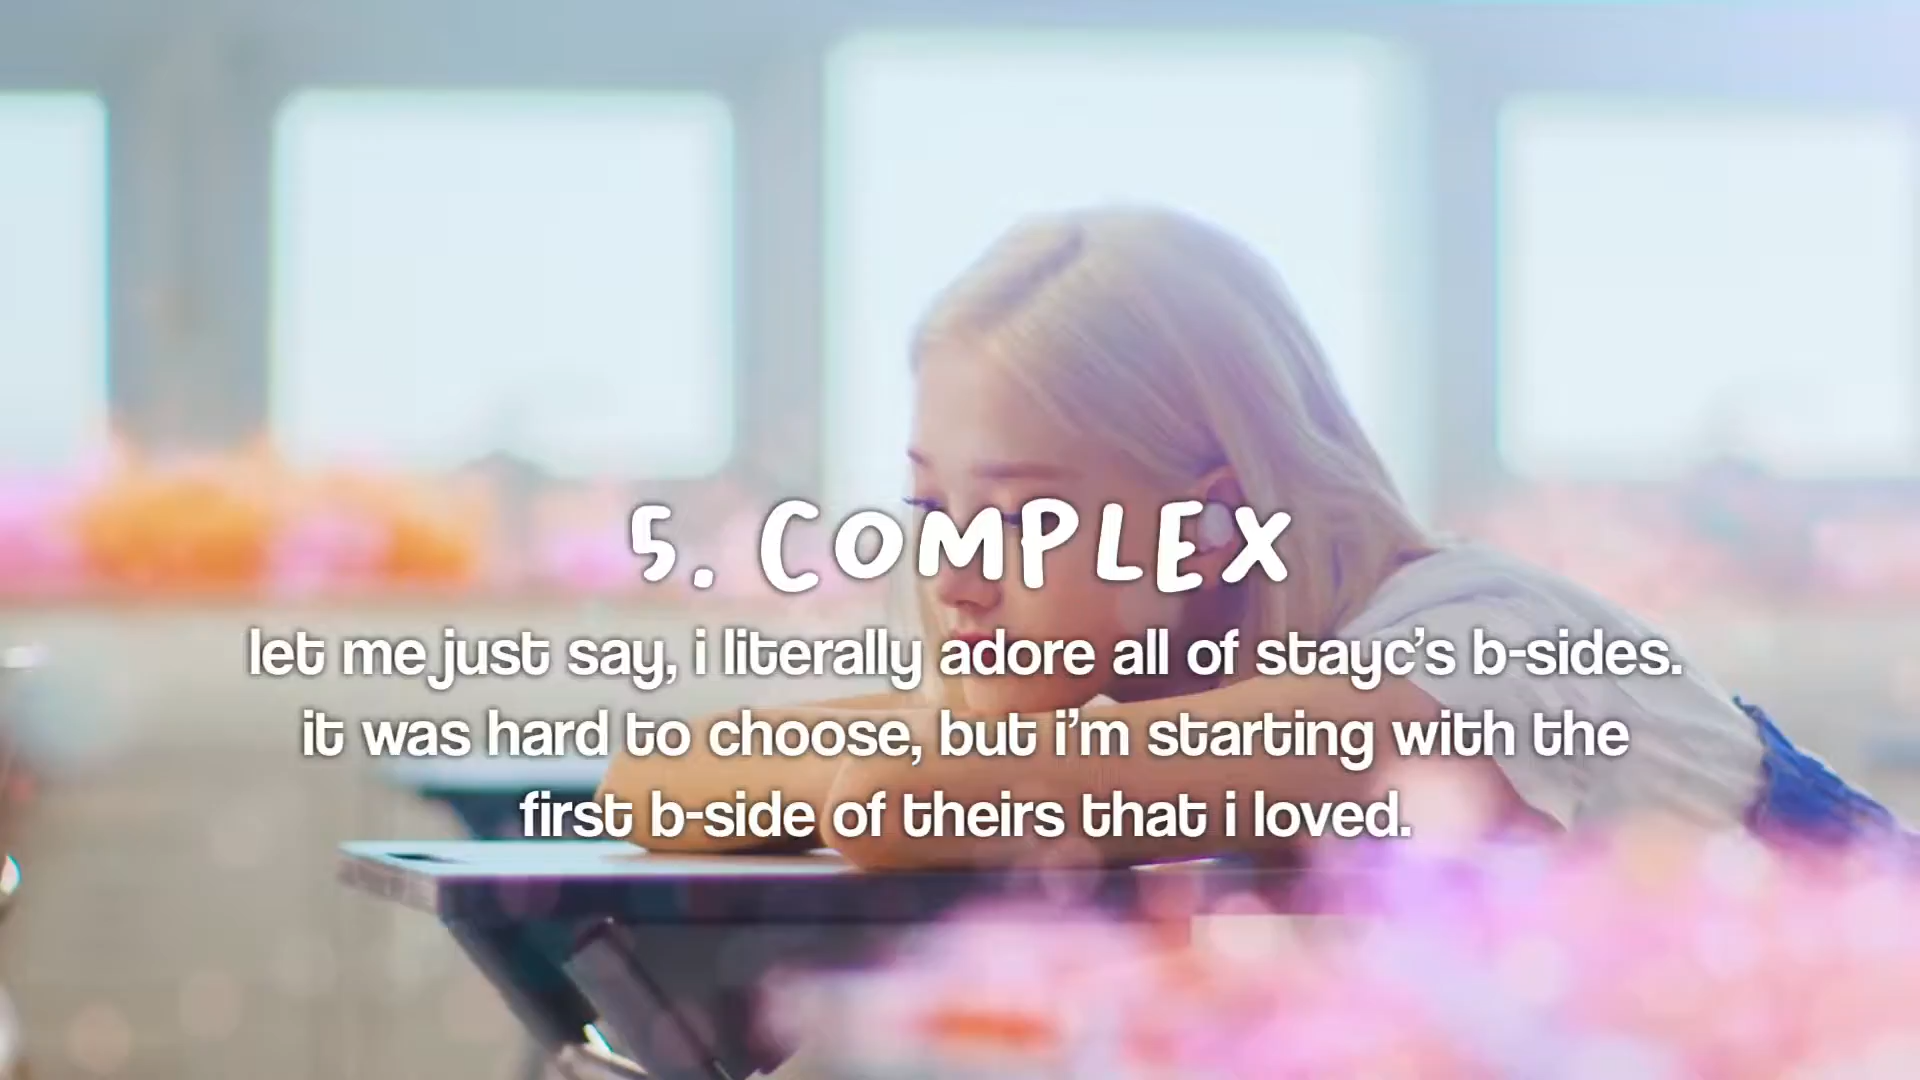 5. COMPLEX
let me just say, i literally adore all of stayc's b-sides.
it was hard to choose, but i'm starting with the
first b-side of theirs that i loved.